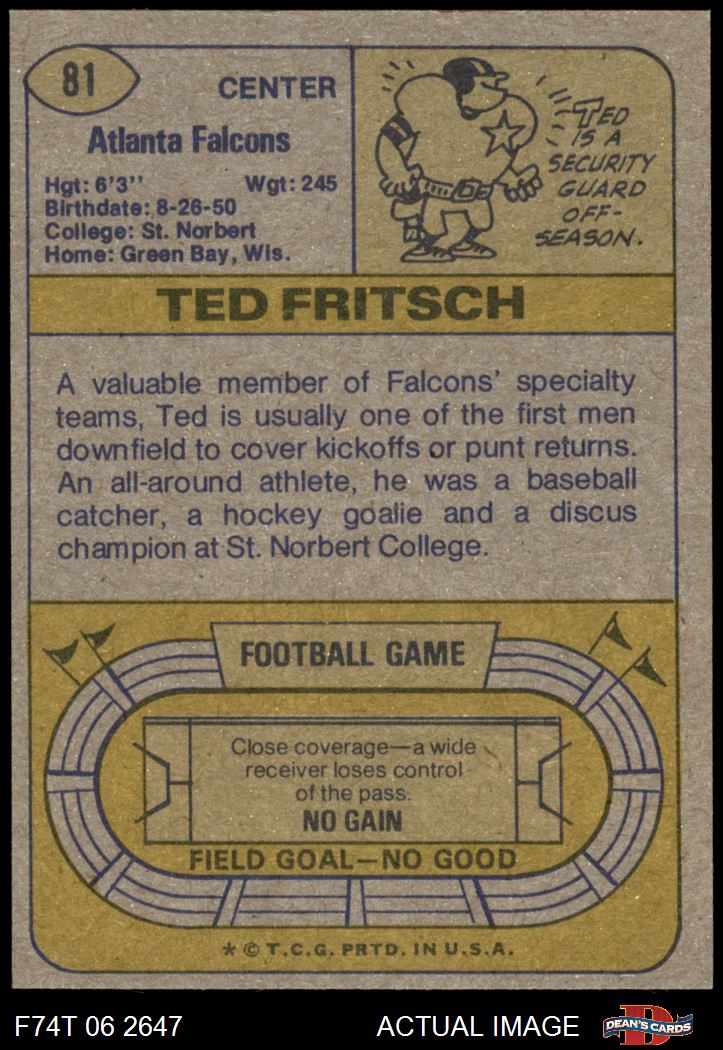 81
CENTER
Atlanta Falcons
Hgt: 6'3'' Wgt: 245
Birthdate: 8-26-50
College: St. Norbert
Home: Green Bay, Wis.
TED
IS A
SECURITY
GUARD
OFF-
SEASON.
TED FRITSCH
A valuable member of Falcons' specialty
teams, Ted is usually one of the first men
downfield to cover kickoffs or punt returns.
An all-around athlete, he was a baseball
catcher, a hockey goalie and a discus
champion at St. Norbert College.
FOOTBALL GAME
Close coverage—a wide
receiver loses control
of the pass.
NO GAIN
FIELD GOAL—NO GOOD
* © T.C.G. PRTD. IN U.S.A.
F74T 06 2647 ACTUAL IMAGE
D
DEAN'S CARDS